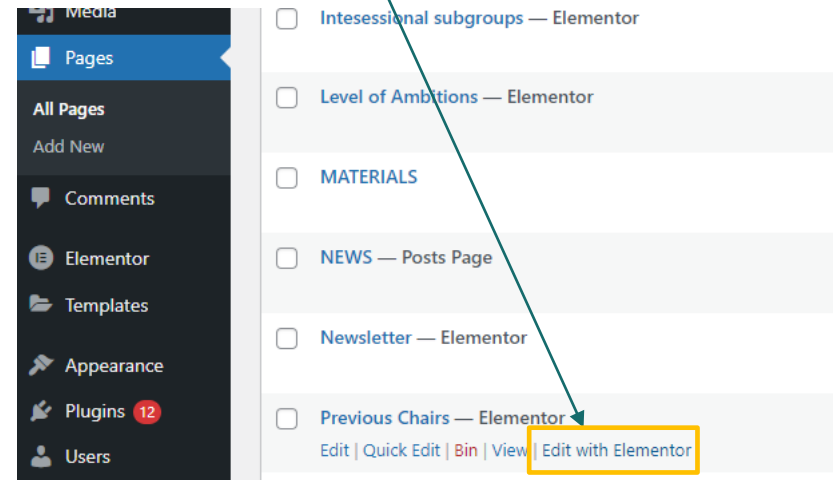 Media
Pages
All Pages
Add New
Comments
Elementor
Templates
Appearance
Plugins 12
Users
Intesessional subgroups — Elementor
Level of Ambitions — Elementor
MATERIALS
NEWS — Posts Page
Newsletter — Elementor
Previous Chairs — Elementor
Edit | Quick Edit | Bin | View | Edit with Elementor